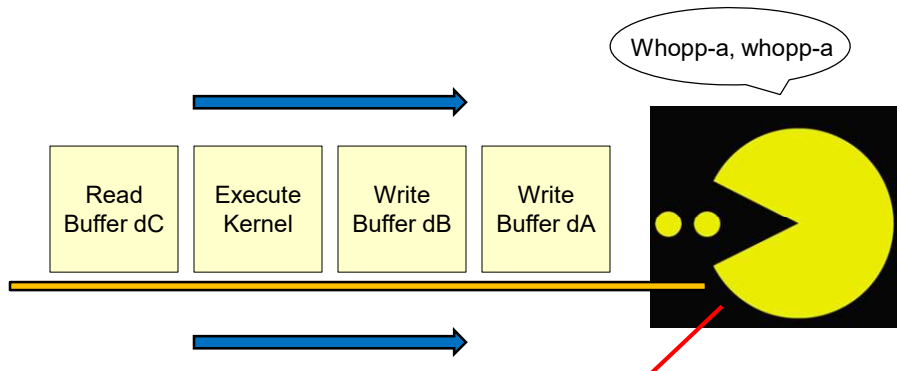 Whopp-a, whopp-a
Read
Buffer dC
Execute
Kernel
Write
Buffer dB
Write
Buffer dA